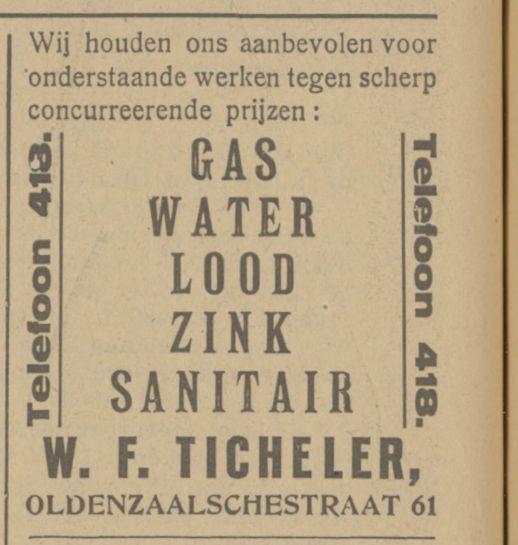 Wij houden ons aanbevolen voor
onderstaande werken tegen scherp
concurreerende prijzen :
Telefoon 418.
GAS
WATER
LOOD
ZINK
SANITAIR
Telefoon 418.
W. F. TICHELER,
OLDENZAALSCHESTRAAT 61